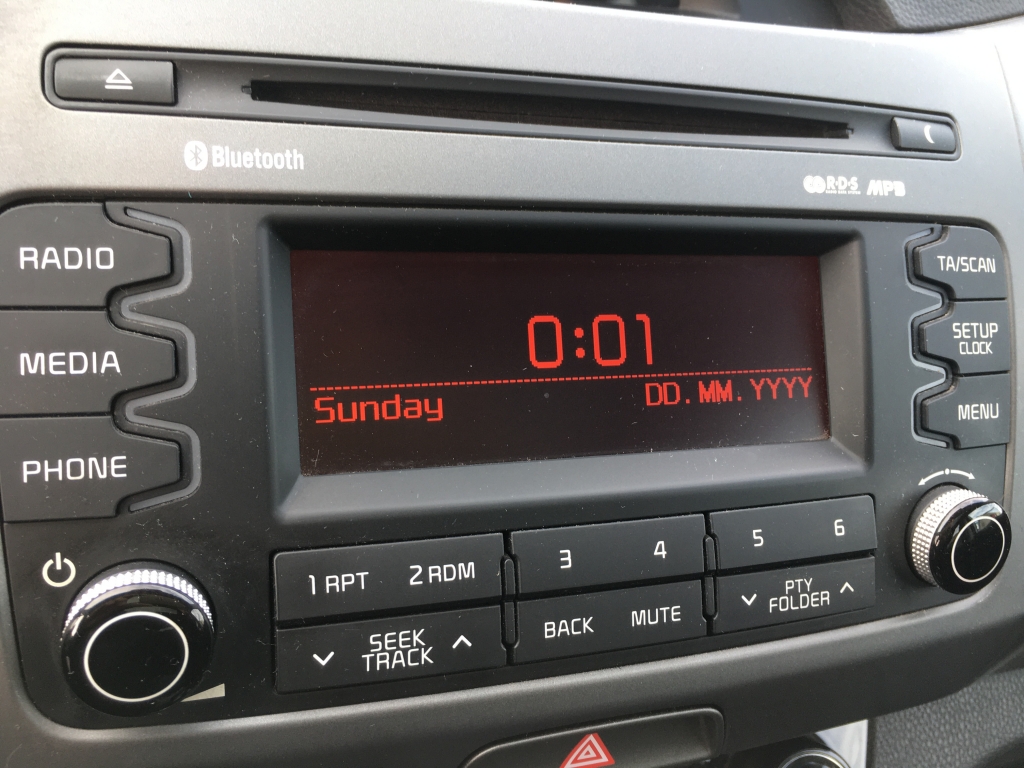 Bluetooth
R·D·S MP3
RADIO
MEDIA
PHONE
0:01
Sunday DD.MM.YYYY
TA/SCAN
SETUP
CLOCK
MENU
1 RPT 2 RDM 3 4 5 6
SEEK
TRACK
BACK MUTE
PTY
FOLDER